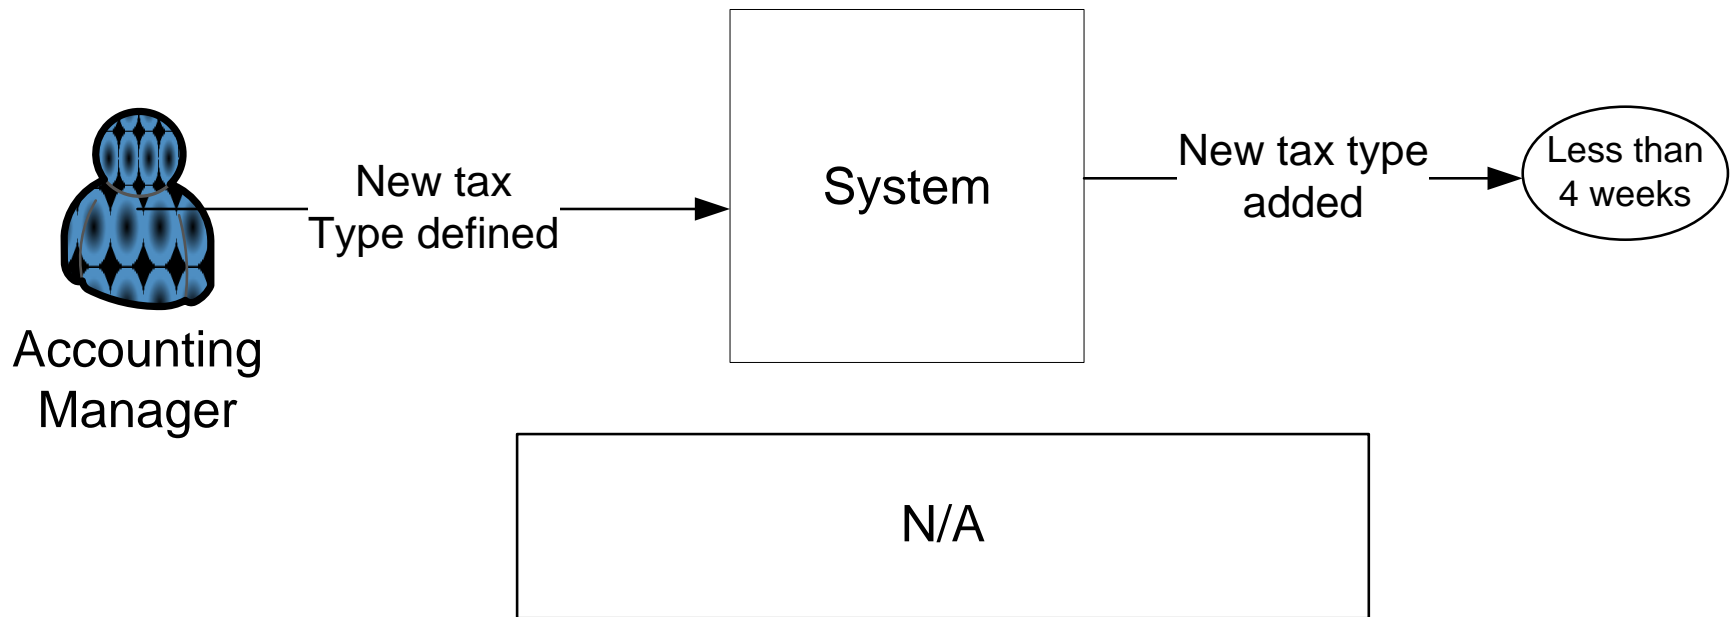 Accounting
Manager
New tax
Type defined
System
New tax type
added
Less than
4 weeks
N/A